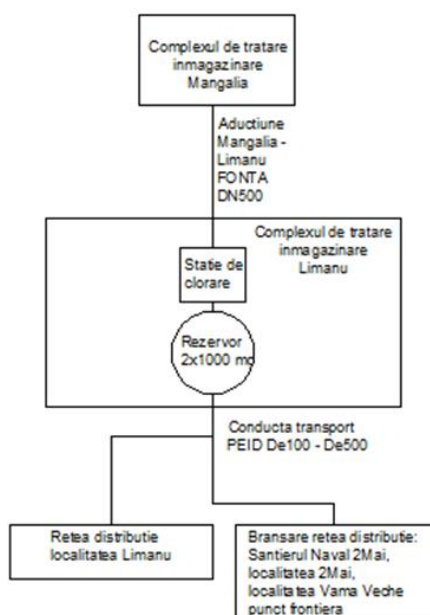 Complexul de tratare
inmagazinare
Mangalia
Aductiune
Mangalia -
Limanu
FONTA
DN500
Complexul de tratare
inmagazinare
Limanu
Statie de
clorare
Rezervor
2x1000 mc
Conducta transport
PEID De100 - De500
Retea distributie
localitatea Limanu
Bransare retea distributie:
Santierul Naval 2Mai,
localitatea 2Mai,
localitatea Vama Veche
punct frontiera